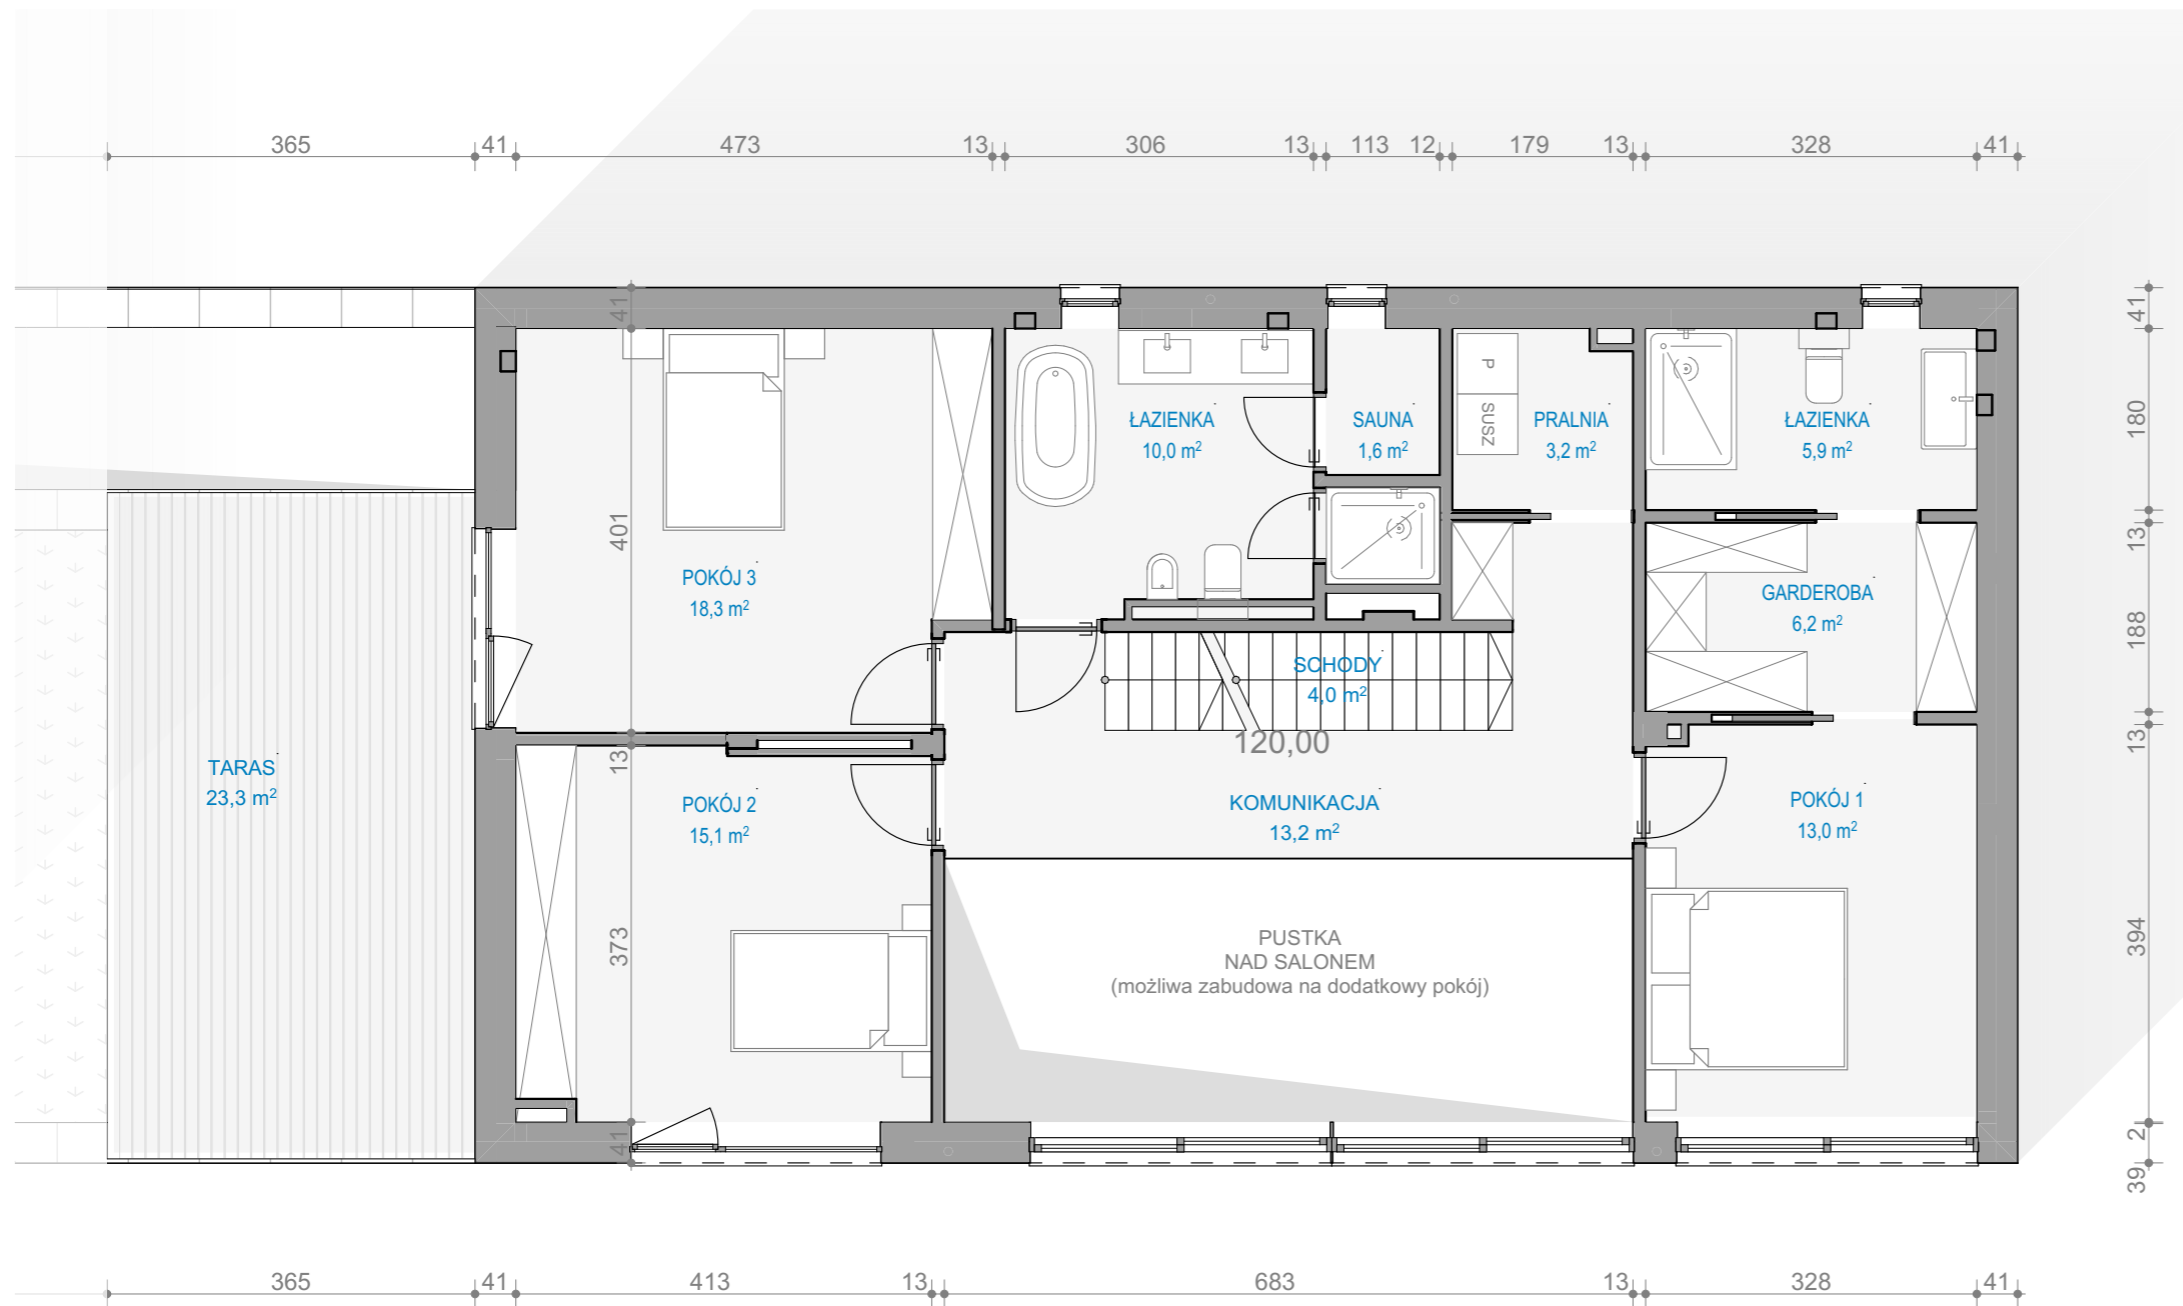 365 41 473 13 306 13 113 12 179 13 328 41
41
41
P
SUSZ
ŁAZIENKA
10,0 m²
SAUNA
1,6 m²
PRALNIA
3,2 m²
ŁAZIENKA
5,9 m²
180
401
13
POKÓJ 3
18,3 m²
GARDEROBA
6,2 m²
188
SCHODY
4,0 m²
120,00
13
13
TARAS
23,3 m²
POKÓJ 2
15,1 m²
KOMUNIKACJA
13,2 m²
POKÓJ 1
13,0 m²
373
394
PUSTKA
NAD SALONEM
(możliwa zabudowa na dodatkowy pokój)
41
2
39
365 41 413 13 683 13 328 41